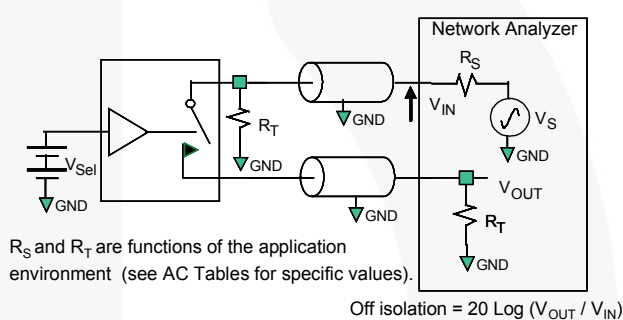 Network Analyzer
R_S
V_IN
V_S
GND
R_T
GND
GND
V_Sel
GND
GND
V_OUT
R_T
GND
R_S and R_T are functions of the application
environment (see AC Tables for specific values).
Off isolation = 20 Log (V_OUT / V_IN)